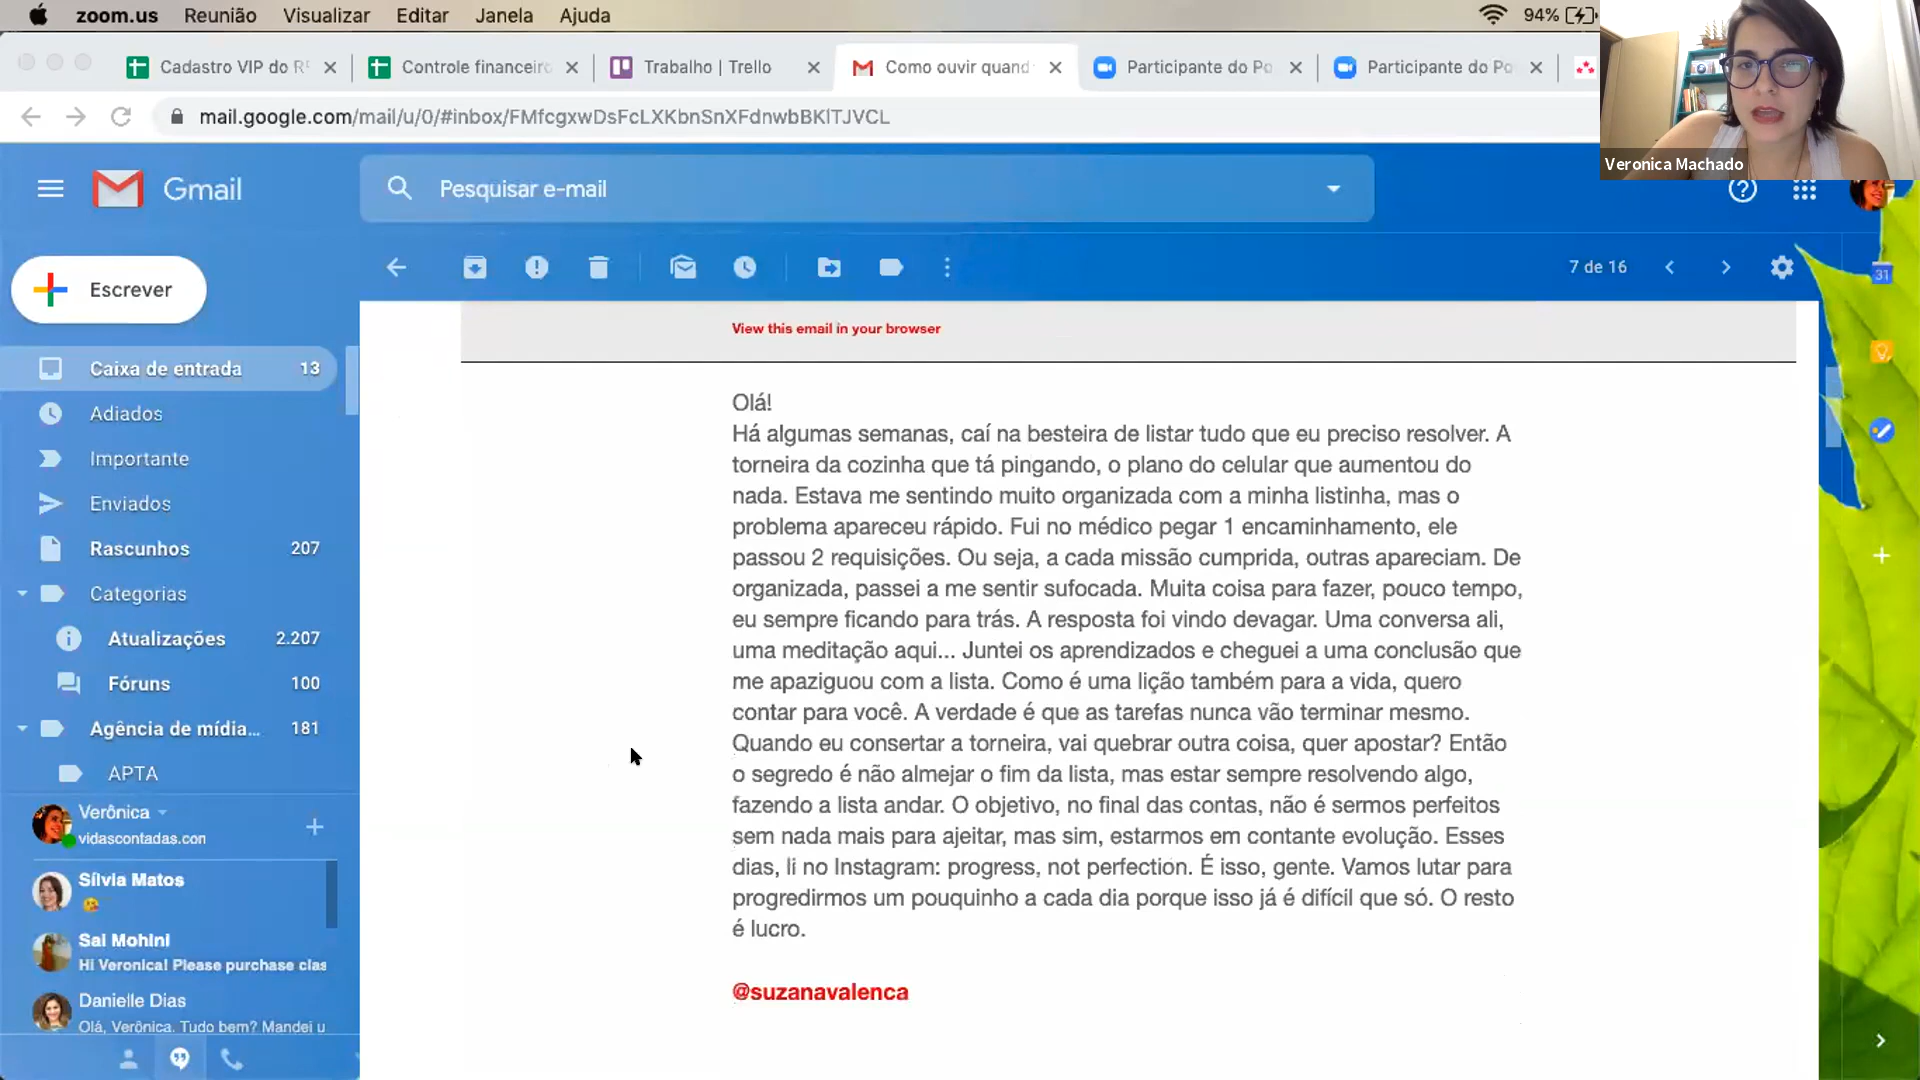 zoom.us Reunião Visualizar Editar Janela Ajuda 94%
Cadastro VIP do Controle financeiro Trabalho | Trello Como ouvir quand Participante do Po Participante do Po
mail.google.com/mail/u/0/#inbox/FMfcgxwDsFcLXKbnSnXFdnwbBKlTJVCL
Veronica Machado
Gmail
Pesquisar e-mail
Escrever
7 de 16
31
Caixa de entrada 13
Adiados
Importante
Enviados
Rascunhos 207
Categorias
Atualizações 2.207
Fóruns 100
Agência de mídia... 181
APTA
Verônica
vidascontadas.con
Sílvia Matos
Sai Mohini
Hi Veronica! Please purchase clas
Danielle Dias
Olá, Verônica. Tudo bem? Mandei u
View this email in your browser
Olá!
Há algumas semanas, caí na besteira de listar tudo que eu preciso resolver. A
torneira da cozinha que tá pingando, o plano do celular que aumentou do
nada. Estava me sentindo muito organizada com a minha listinha, mas o
problema apareceu rápido. Fui no médico pegar 1 encaminhamento, ele
passou 2 requisições. Ou seja, a cada missão cumprida, outras apareciam. De
organizada, passei a me sentir sufocada. Muita coisa para fazer, pouco tempo,
eu sempre ficando para trás. A resposta foi vindo devagar. Uma conversa ali,
uma meditação aqui... Juntei os aprendizados e cheguei a uma conclusão que
me apaziguou com a lista. Como é uma lição também para a vida, quero
contar para você. A verdade é que as tarefas nunca vão terminar mesmo.
Quando eu consertar a torneira, vai quebrar outra coisa, quer apostar? Então
o segredo é não almejar o fim da lista, mas estar sempre resolvendo algo,
fazendo a lista andar. O objetivo, no final das contas, não é sermos perfeitos
sem nada mais para ajeitar, mas sim, estarmos em contante evolução. Esses
dias, li no Instagram: progress, not perfection. É isso, gente. Vamos lutar para
progredirmos um pouquinho a cada dia porque isso já é difícil que só. O resto
é lucro.
@suzanavalenca